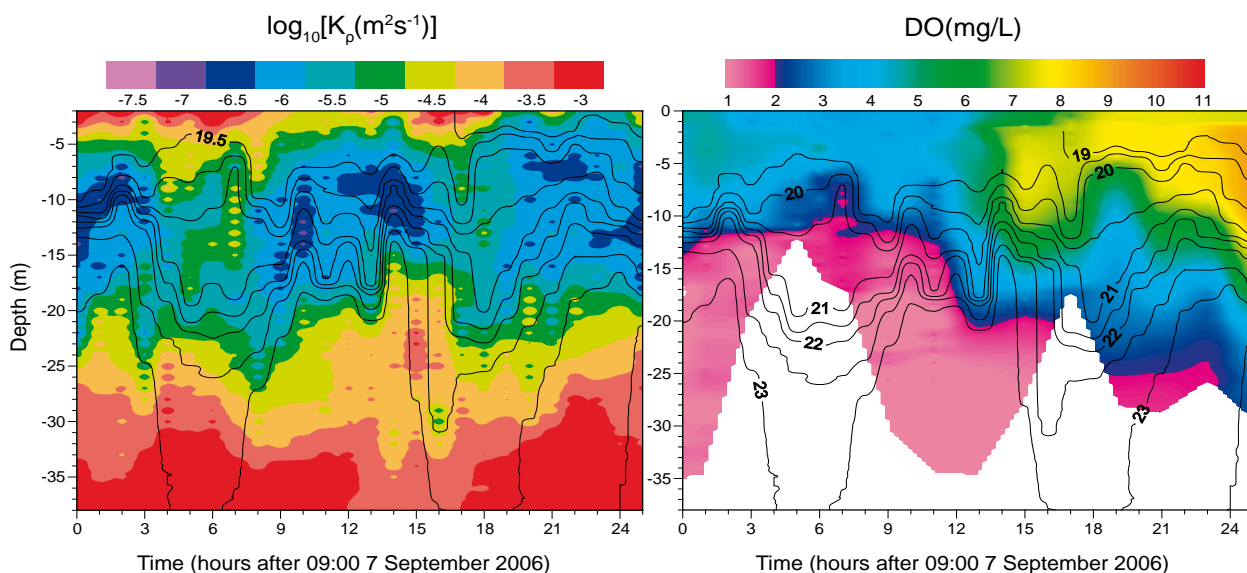 log₁₀[Kρ(m²s⁻¹)]
-7.5 -7 -6.5 -6 -5.5 -5 -4.5 -4 -3.5 -3
19.5
-5
-10
-15
-20
-25
-30
-35
Depth (m)
0 3 6 9 12 15 18 21 24
Time (hours after 09:00 7 September 2006)
DO(mg/L)
1 2 3 4 5 6 7 8 9 10 11
0
-5
-10
-15
-20
-25
-30
-35
19
20
20
21
21
22
22
23
23
0 3 6 9 12 15 18 21 24
Time (hours after 09:00 7 September 2006)